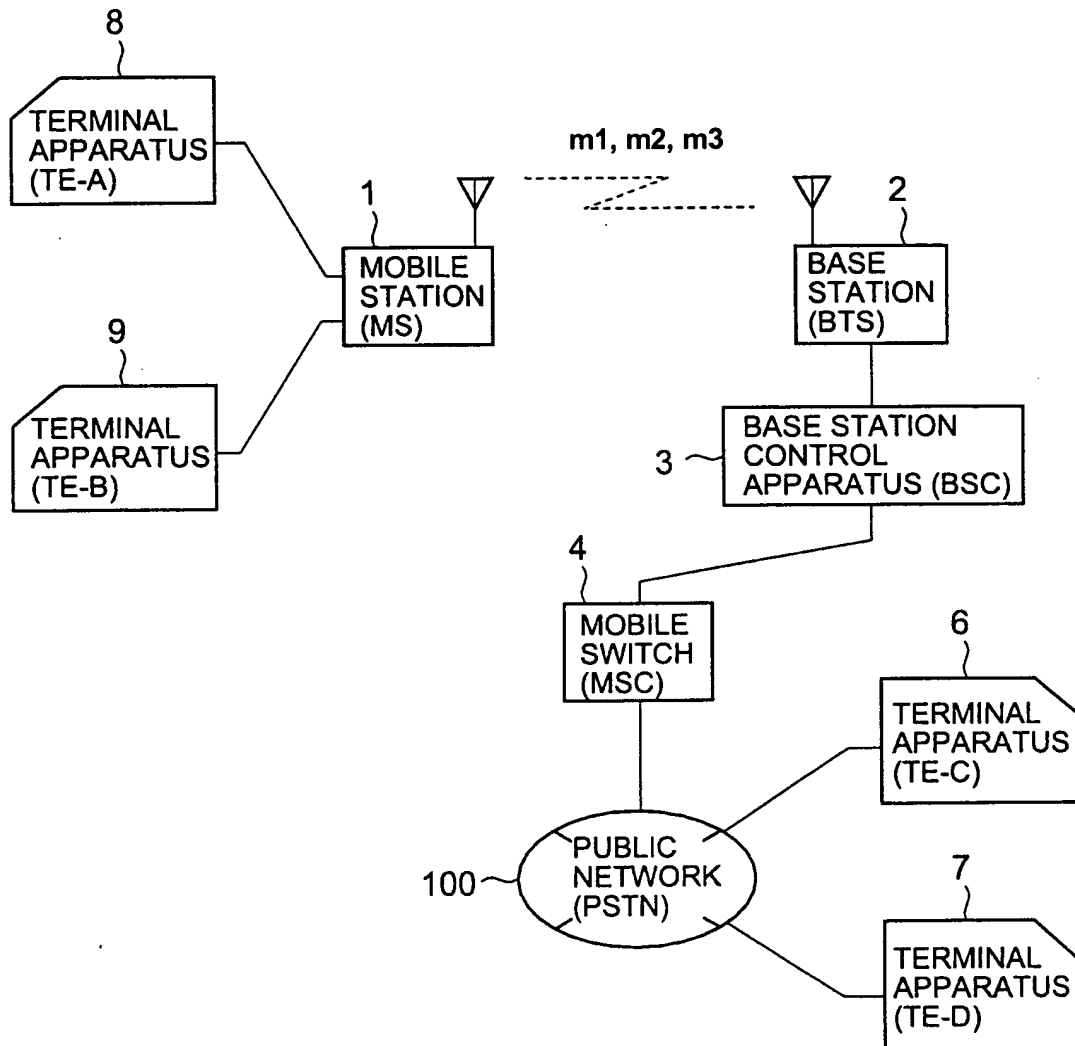 8
TERMINAL
APPARATUS
(TE-A)
m1, m2, m3
1
MOBILE
STATION
(MS)
2
BASE
STATION
(BTS)
9
TERMINAL
APPARATUS
(TE-B)
3
BASE STATION
CONTROL
APPARATUS (BSC)
4
MOBILE
SWITCH
(MSC)
6
TERMINAL
APPARATUS
(TE-C)
100
PUBLIC
NETWORK
(PSTN)
7
TERMINAL
APPARATUS
(TE-D)